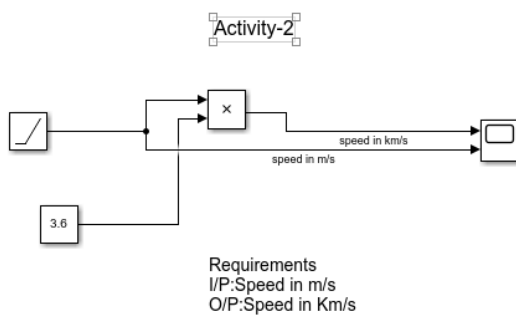 Activity-2
×
speed in km/s
speed in m/s
3.6
Requirements
I/P:Speed in m/s
O/P:Speed in Km/s